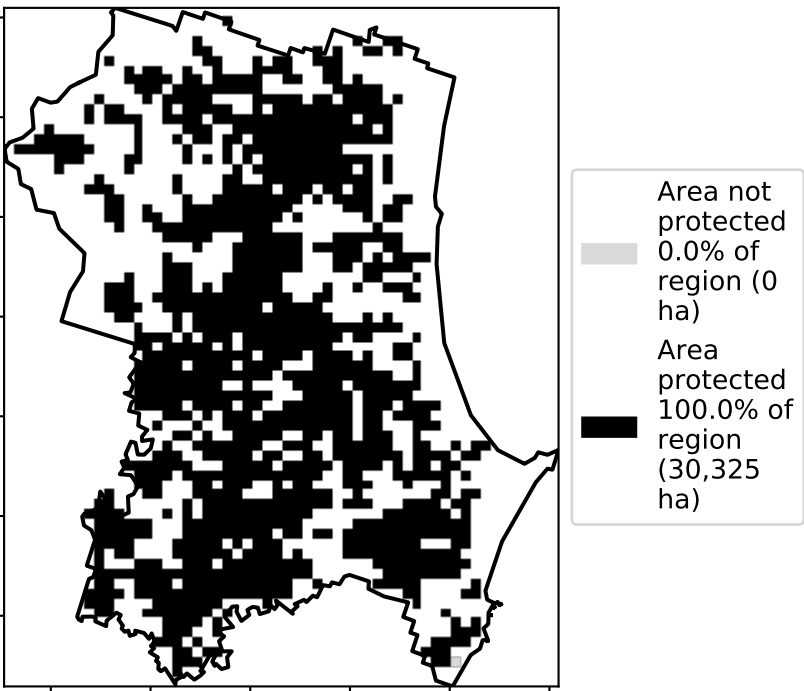 Area not
protected
0.0% of
region (0
ha)
Area
protected
100.0% of
region
(30,325
ha)